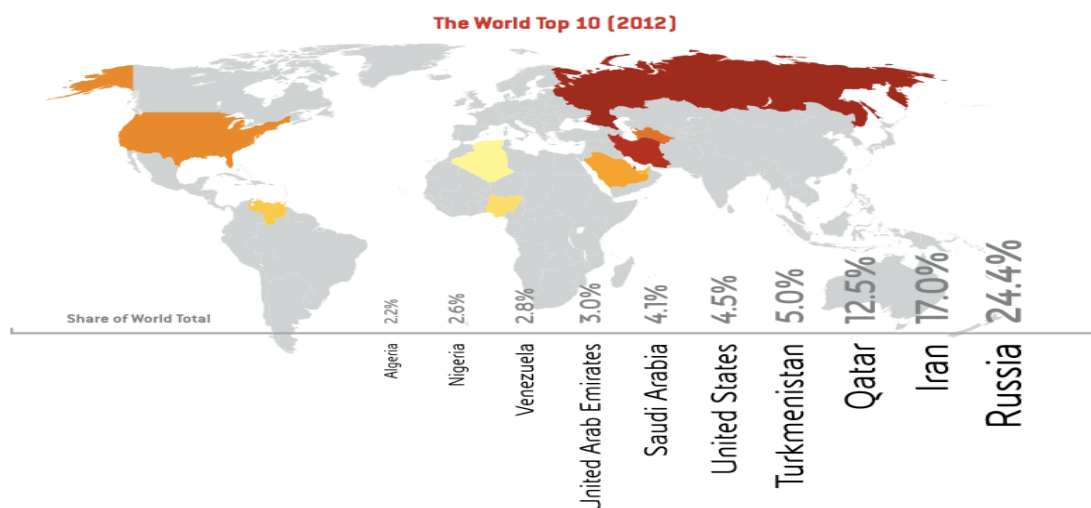 The World Top 10 (2012)
Share of World Total
2.2%
2.6%
2.8%
3.0%
4.1%
4.5%
5.0%
12.5%
17.0%
24.4%
Algeria
Nigeria
Venezuela
United Arab Emirates
Saudi Arabia
United States
Turkmenistan
Qatar
Iran
Russia